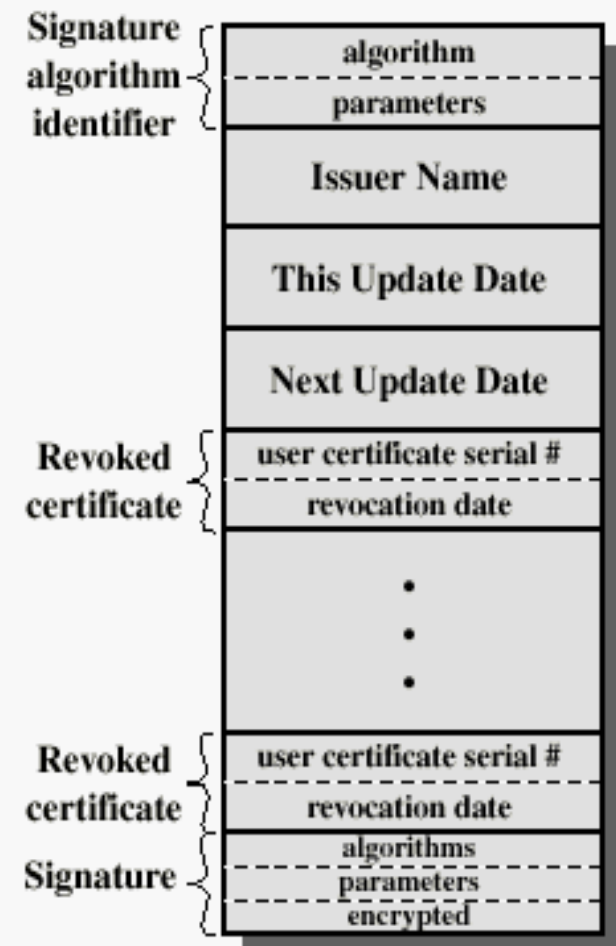 Signature
algorithm
identifier
algorithm
parameters
Issuer Name
This Update Date
Next Update Date
Revoked
certificate
user certificate serial #
revocation date
Revoked
certificate
user certificate serial #
revocation date
Signature
algorithms
parameters
encrypted